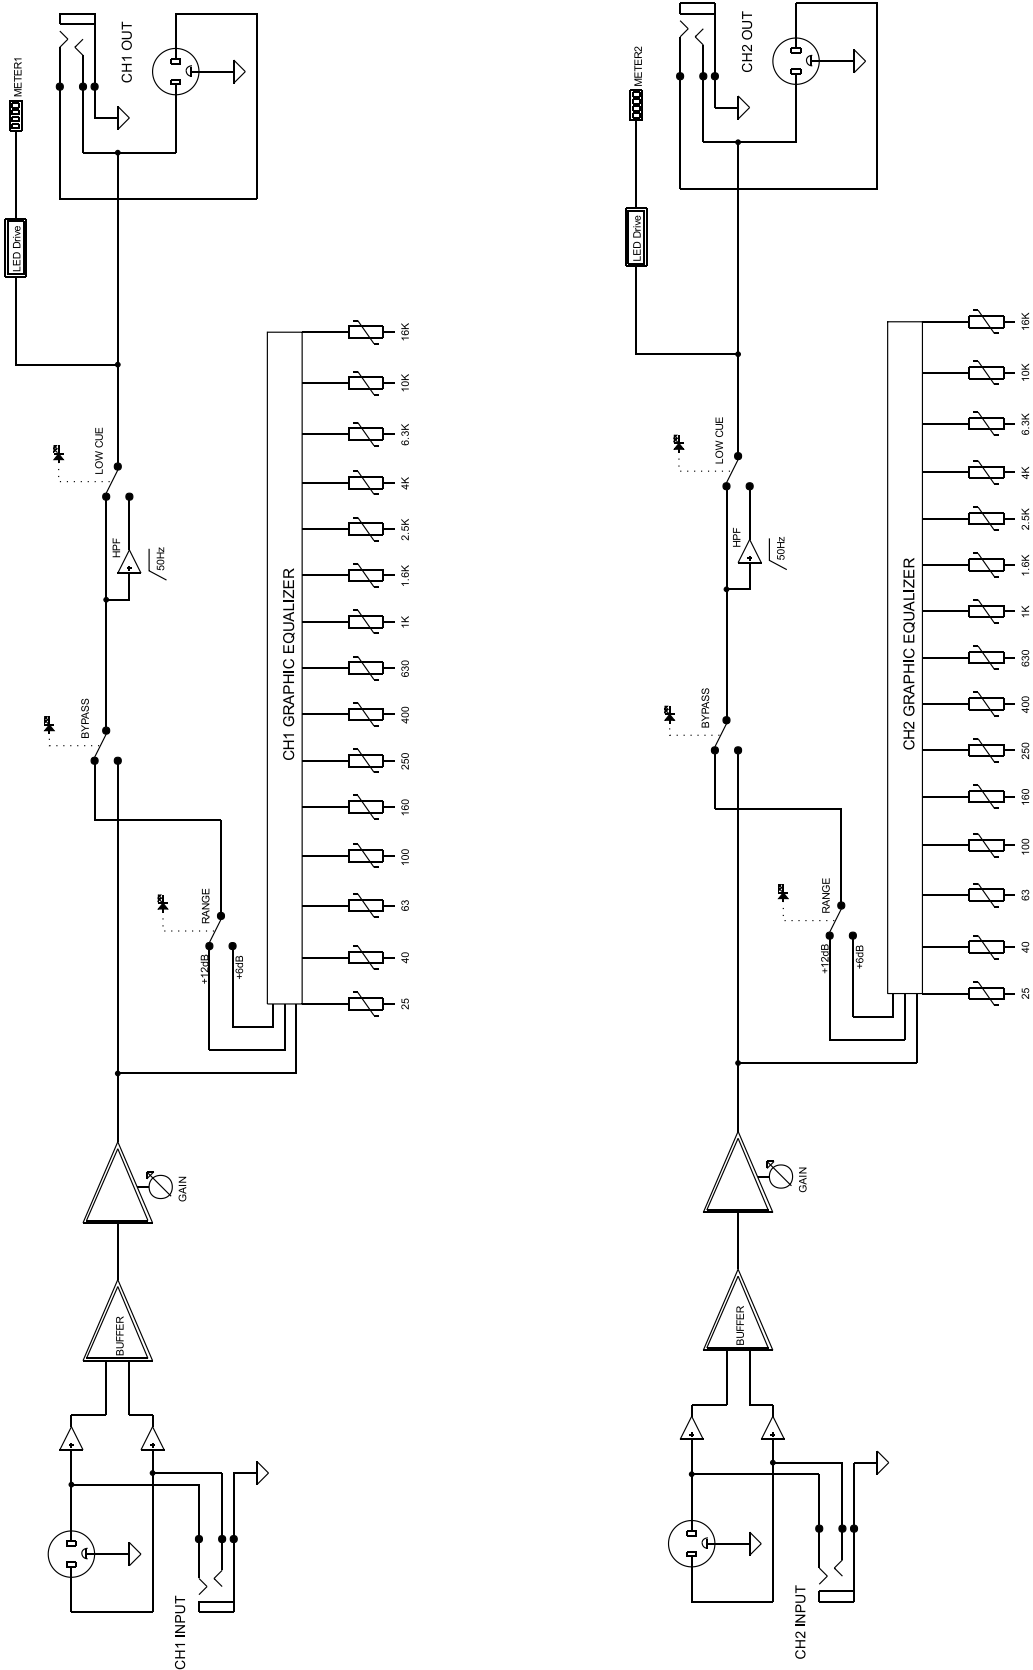 CH1 INPUT
BUFFER
GAIN
+12dB
+6dB
RANGE
BYPASS
HPF
50Hz
LOW CUE
LED Drive
METER1
CH1 OUT
CH1 GRAPHIC EQUALIZER
25
40
63
100
160
250
400
630
1K
1.6K
2.5K
4K
6.3K
10K
16K
CH2 INPUT
BUFFER
GAIN
+12dB
+6dB
RANGE
BYPASS
HPF
50Hz
LOW CUE
LED Drive
METER2
CH2 OUT
CH2 GRAPHIC EQUALIZER
25
40
63
100
160
250
400
630
1K
1.6K
2.5K
4K
6.3K
10K
16K